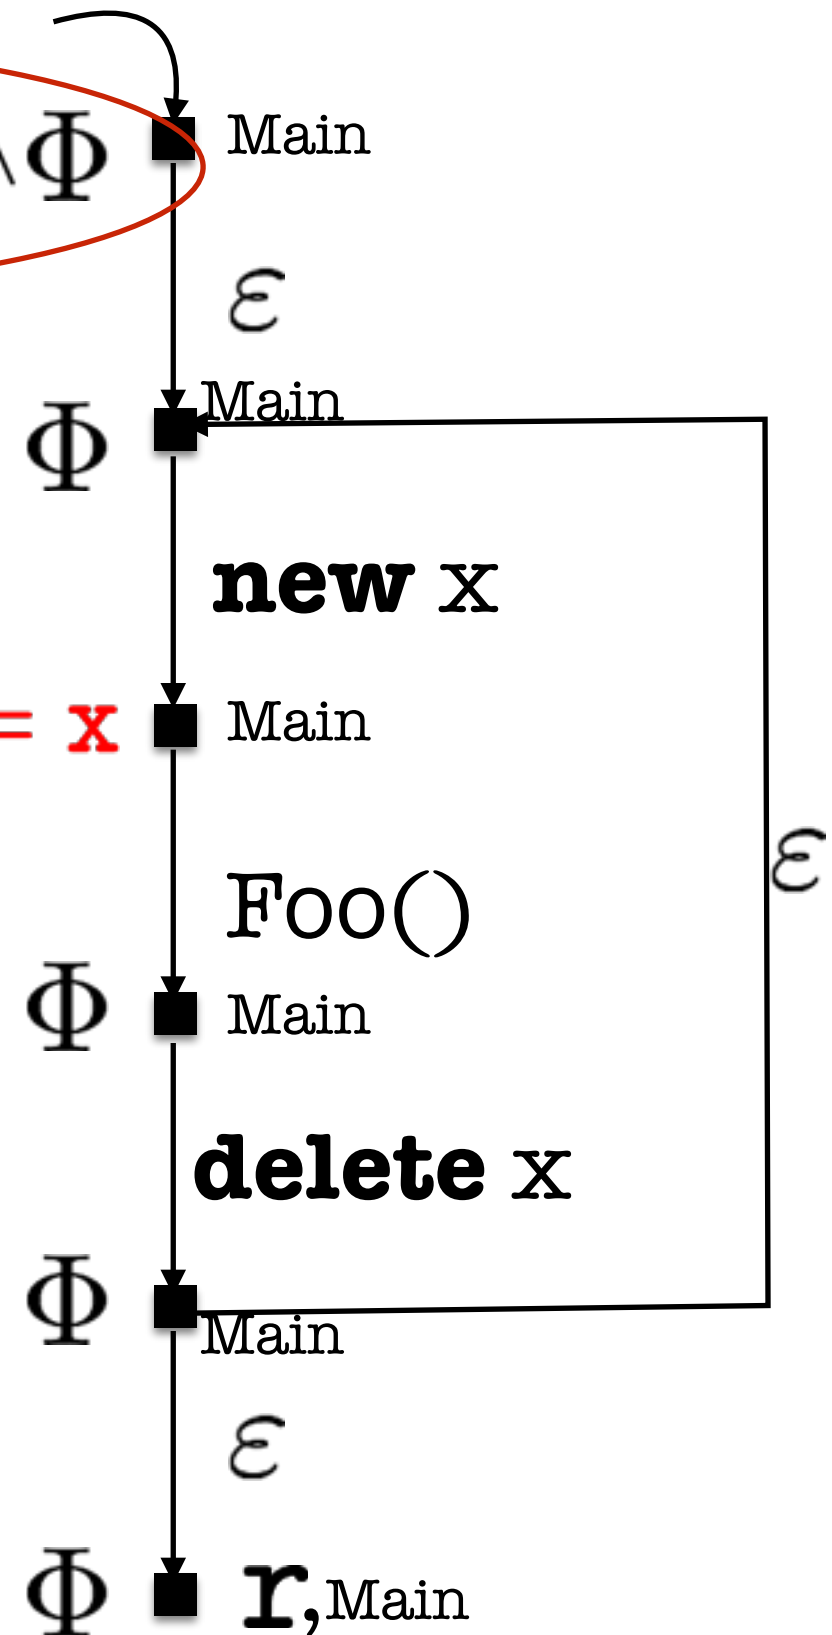 \Φ Main
ε
Main
Φ
new x
= x Main
ε
Foo()
Φ Main
delete x
Φ
Main
ε
Φ r,Main